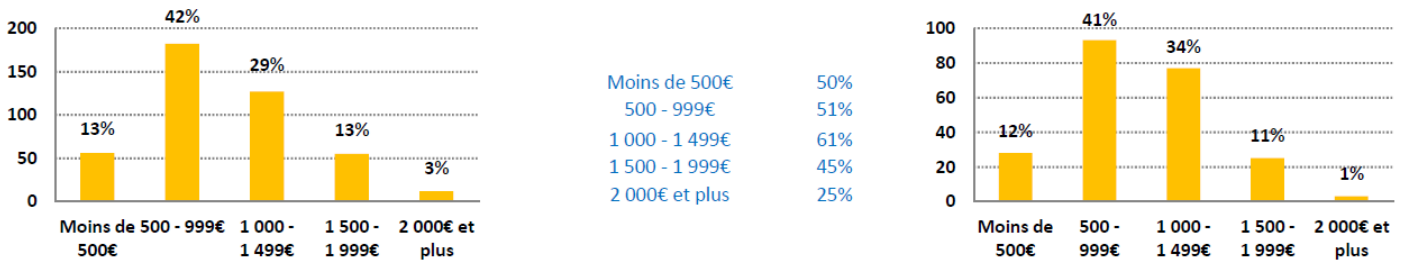 200
150
100
50
0
13%
42%
29%
13%
3%
Moins de 500 - 999€ 1 000 - 1 500 - 2 000€ et
500€ 1 499€ 1 999€ plus
Moins de 500€ 50%
500 - 999€ 51%
1 000 - 1 499€ 61%
1 500 - 1 999€ 45%
2 000€ et plus 25%
100
80
60
40
20
0
12%
41%
34%
11%
1%
Moins de 500 - 1 000 - 1 500 - 2 000€ et
500€ 999€ 1 499€ 1 999€ plus